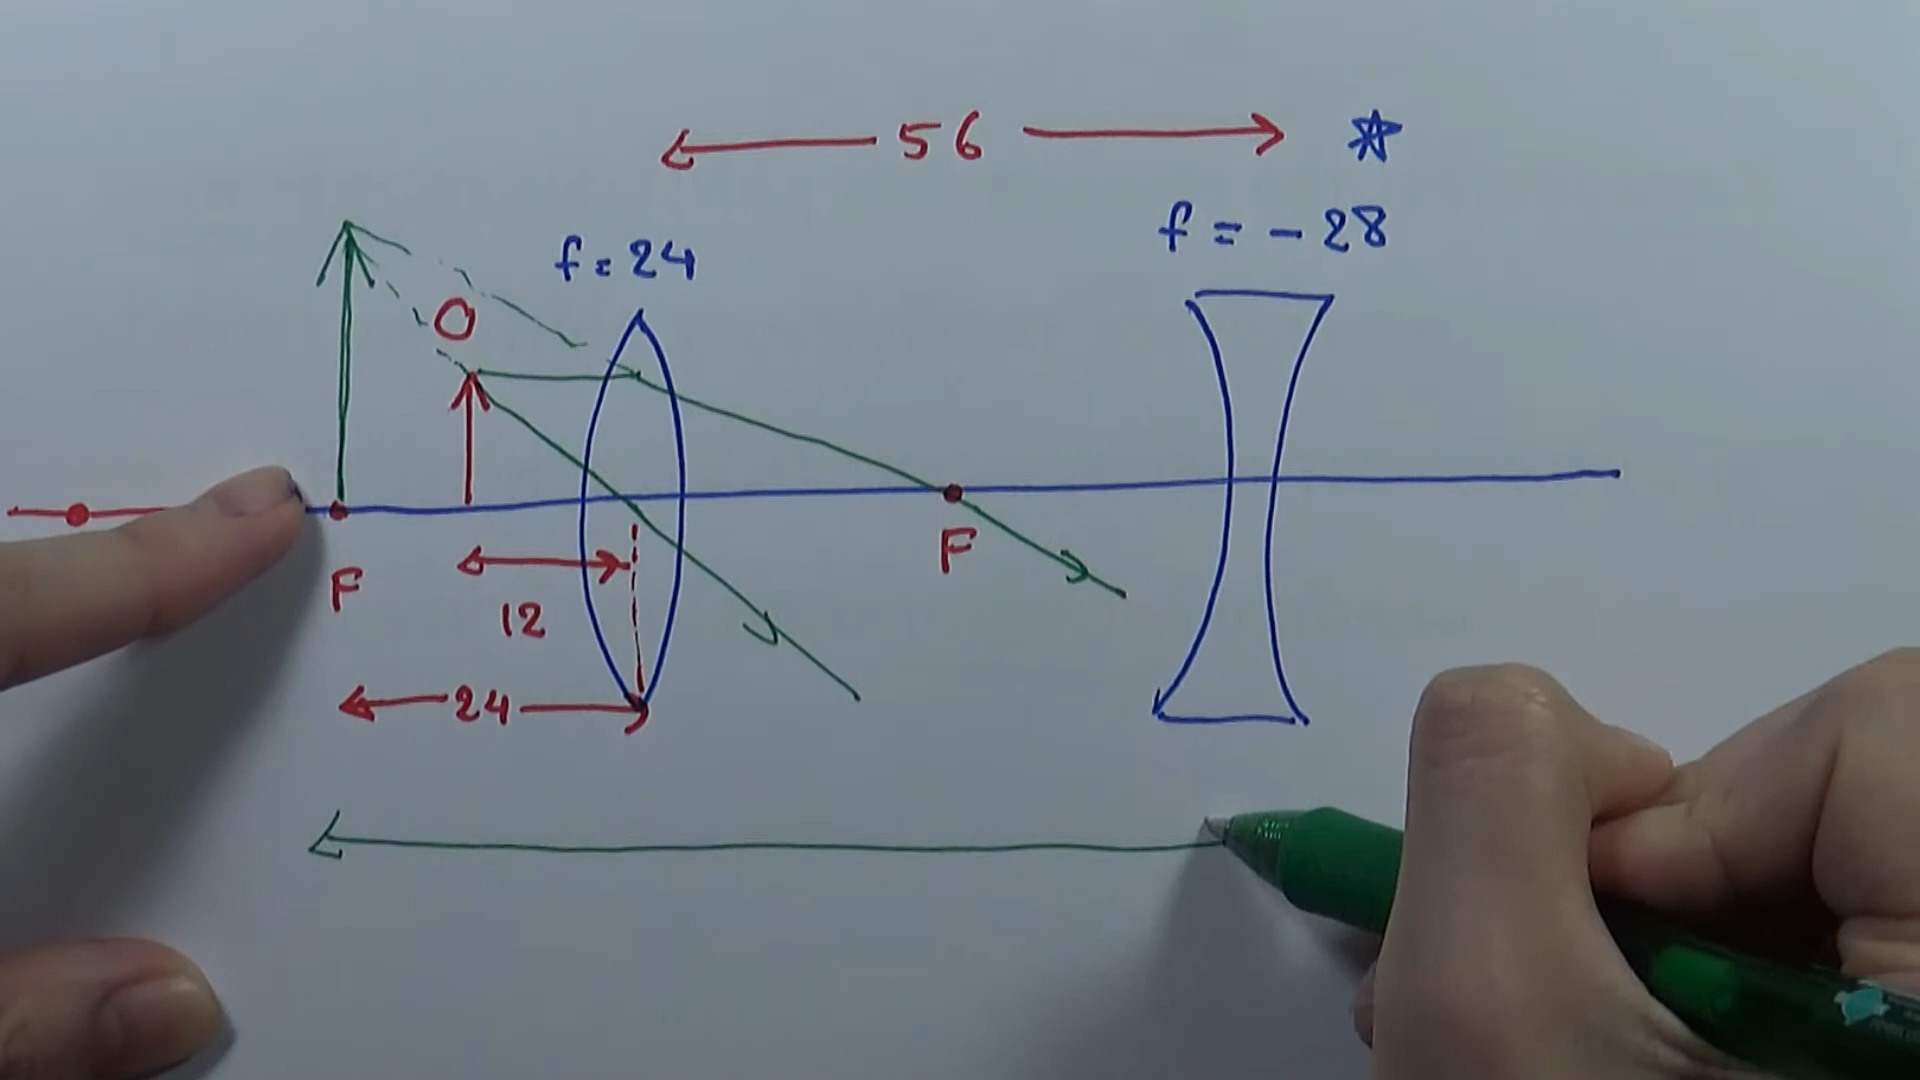 56
f = - 28
f = 24
O
F
F
12
24